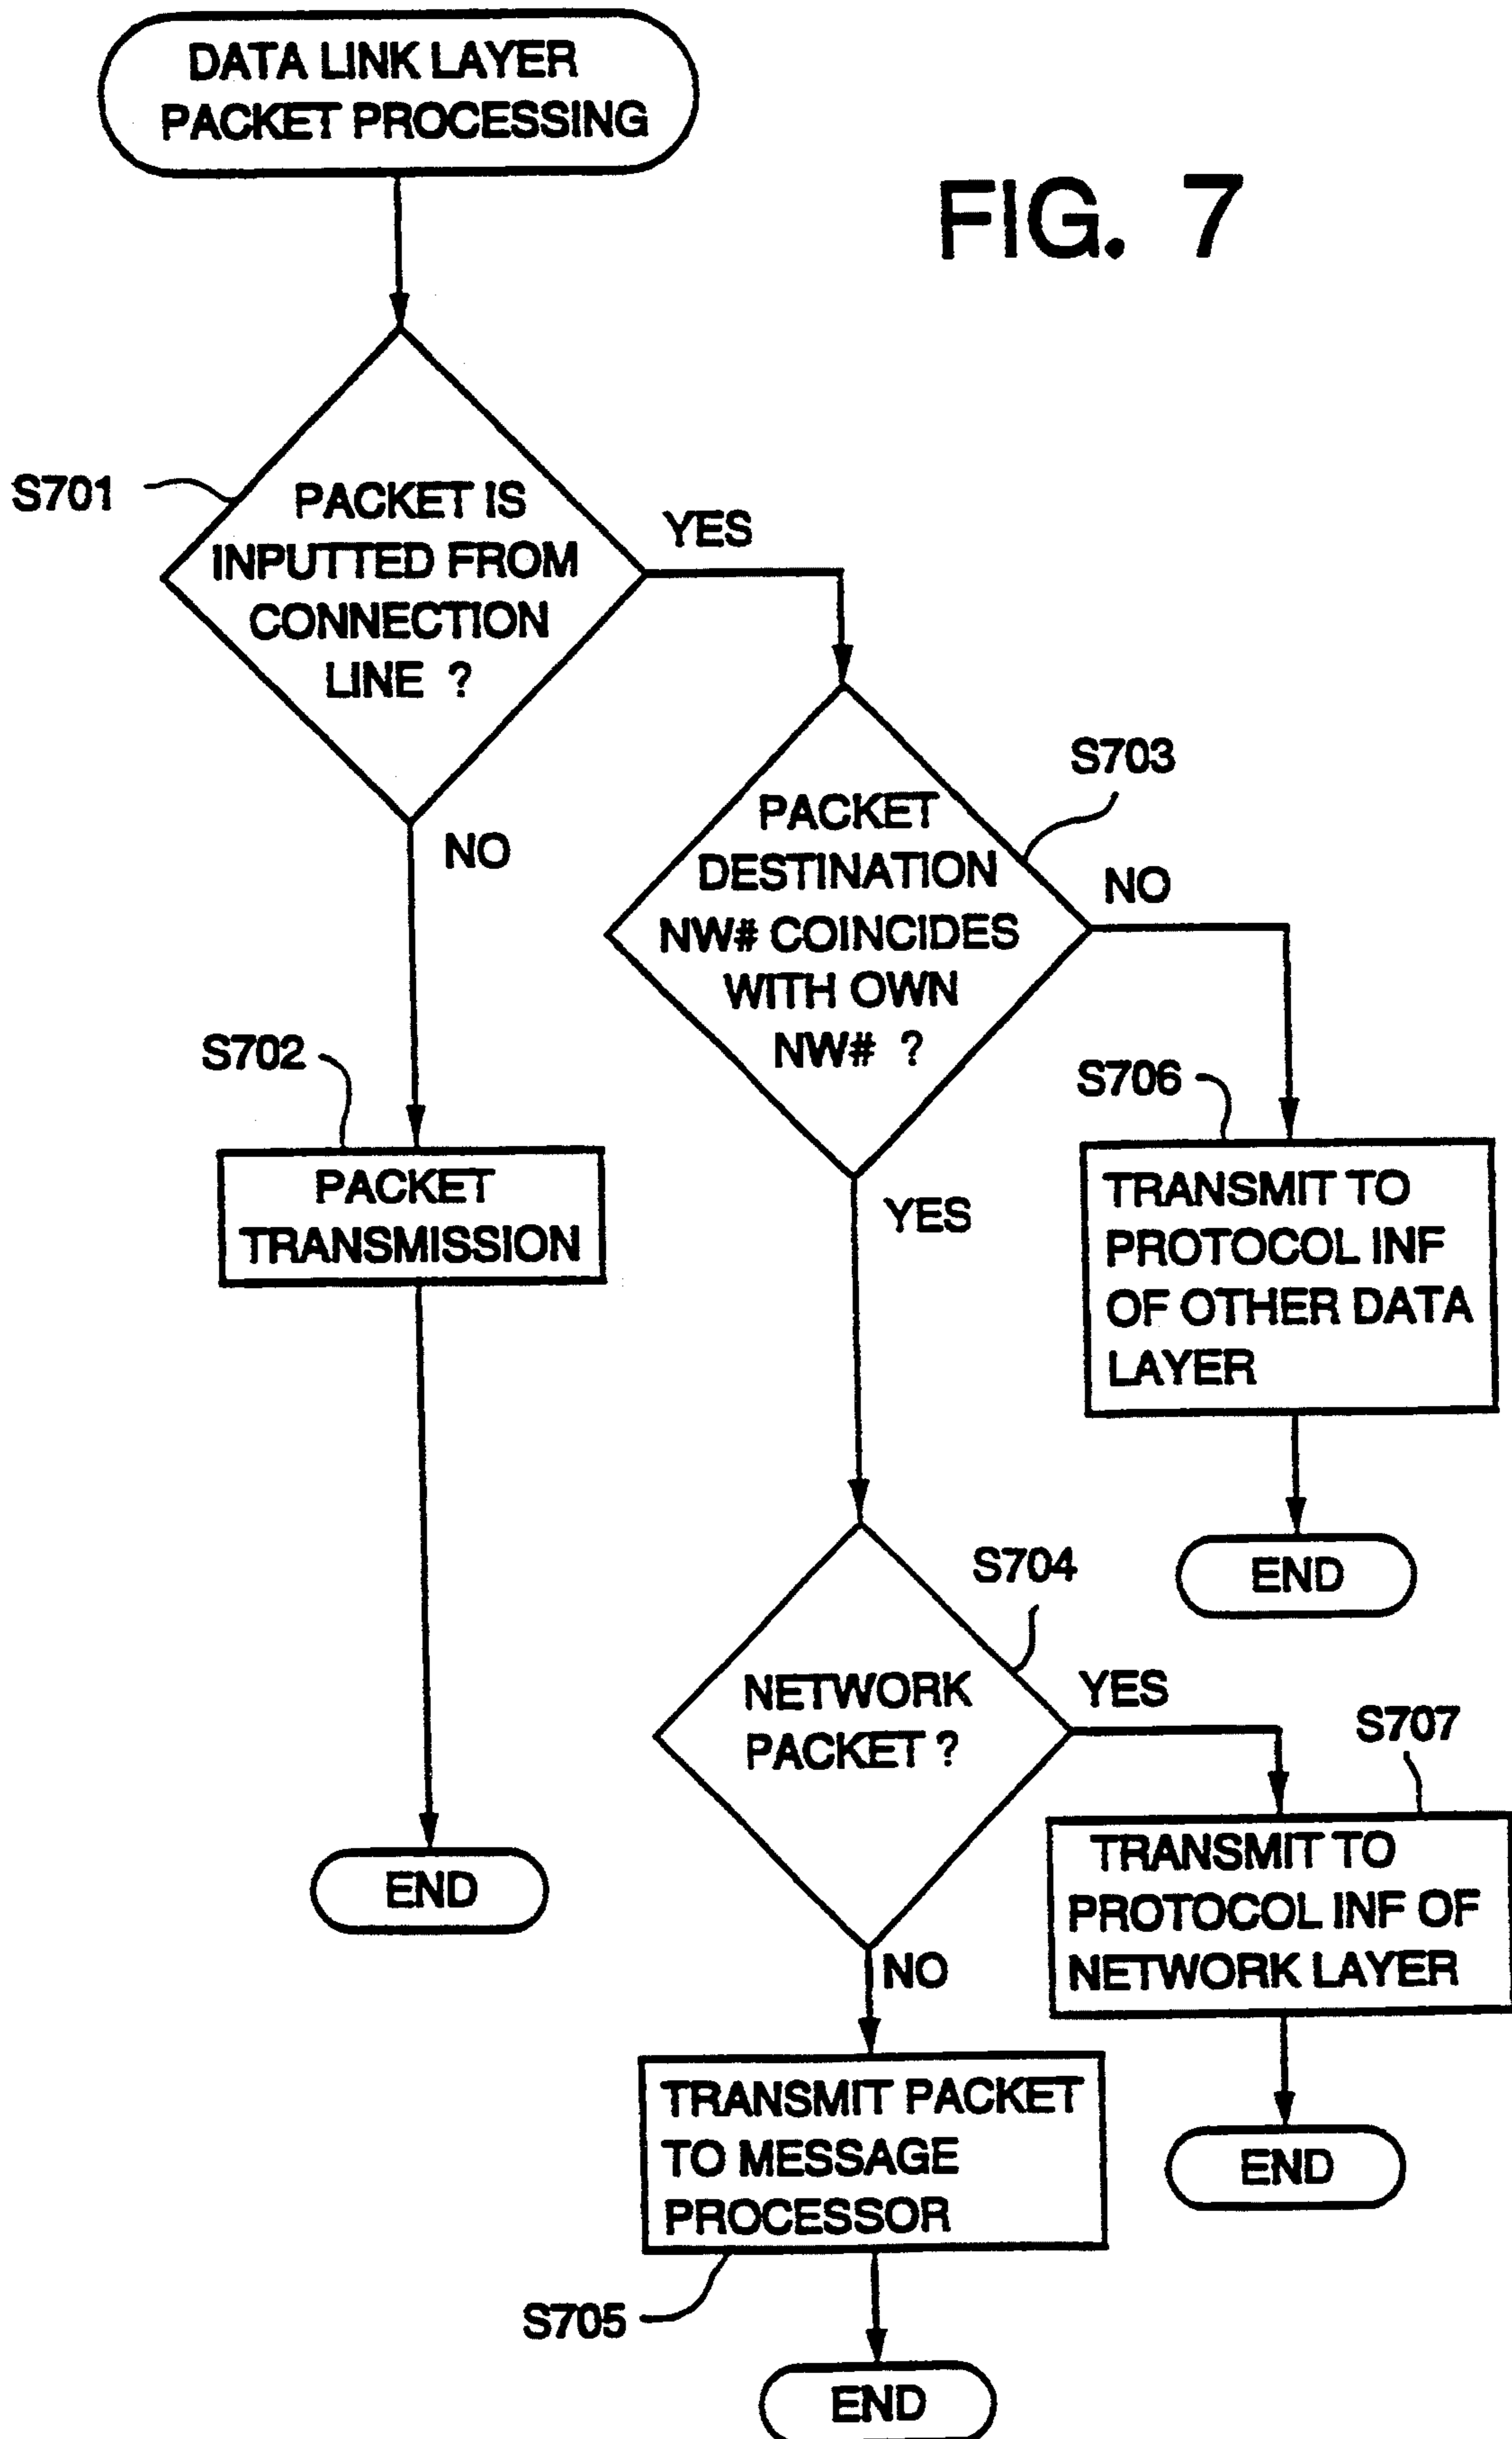 DATA LINK LAYER
PACKET PROCESSING
FIG. 7
S701
PACKET IS
INPUTTED FROM
CONNECTION
LINE ?
YES
NO
S703
PACKET
DESTINATION
NW# COINCIDES
WITH OWN
NW# ?
NO
YES
S702
PACKET
TRANSMISSION
END
S706
TRANSMIT TO
PROTOCOL INF
OF OTHER DATA
LAYER
END
S704
NETWORK
PACKET ?
YES
NO
S707
TRANSMIT TO
PROTOCOL INF OF
NETWORK LAYER
END
TRANSMIT PACKET
TO MESSAGE
PROCESSOR
S705
END